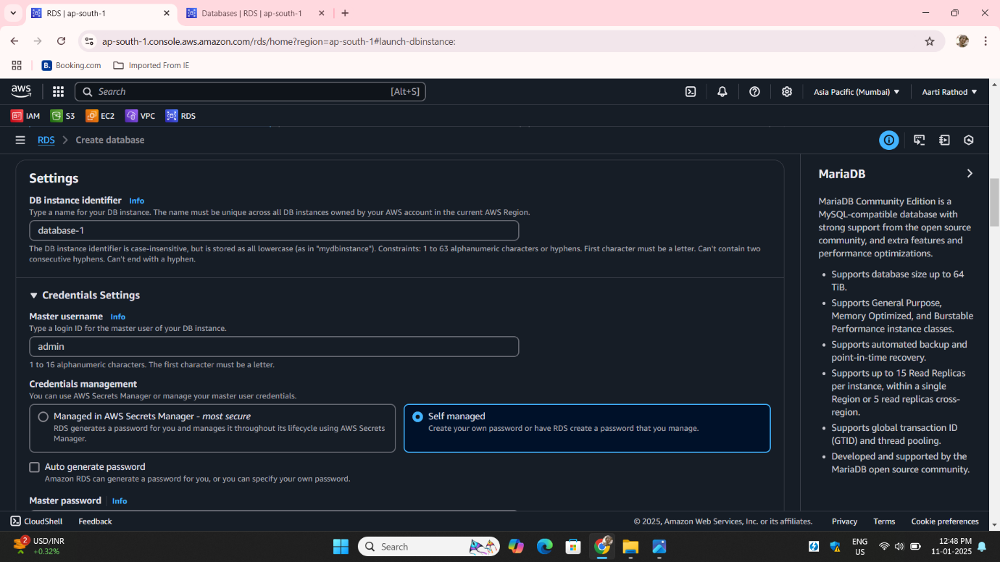 RDS | ap-south-1
Databases | RDS | ap-south-1
ap-south-1.console.aws.amazon.com/rds/home?region=ap-south-1#launch-dbinstance:
B. Booking.com
Imported From IE
aws
Search
[Alt+S]
Asia Pacific (Mumbai)
Aarti Rathod
IAM
S3
EC2
VPC
RDS
RDS
Create database
Settings
DB instance identifier Info
Type a name for your DB instance. The name must be unique across all DB instances owned by your AWS account in the current AWS Region.
database-1
The DB instance identifier is case-insensitive, but is stored as all lowercase (as in "mydbinstance"). Constraints: 1 to 63 alphanumeric characters or hyphens. First character must be a letter. Can't contain two
consecutive hyphens. Can't end with a hyphen.
Credentials Settings
Master username Info
Type a login ID for the master user of your DB instance.
admin
1 to 16 alphanumeric characters. The first character must be a letter.
Credentials management
You can use AWS Secrets Manager or manage your master user credentials.
Managed in AWS Secrets Manager - most secure
RDS generates a password for you and manages it throughout its lifecycle using AWS Secrets
Manager.
Self managed
Create your own password or have RDS create a password that you manage.
Auto generate password
Amazon RDS can generate a password for you, or you can specify your own password.
Master password Info
MariaDB
MariaDB Community Edition is a
MySQL-compatible database with
strong support from the open source
community, and extra features and
performance optimizations.
• Supports database size up to 64
TiB.
• Supports General Purpose,
Memory Optimized, and Burstable
Performance instance classes.
• Supports automated backup and
point-in-time recovery.
• Supports up to 15 Read Replicas
per instance, within a single
Region or 5 read replicas cross-
region.
• Supports global transaction ID
(GTID) and thread pooling.
• Developed and supported by the
MariaDB open source community.
CloudShell
Feedback
© 2025, Amazon Web Services, Inc. or its affiliates.
Privacy
Terms
Cookie preferences
2
USD/INR
+0.32%
Search
ENG
US
12:48 PM
11-01-2025